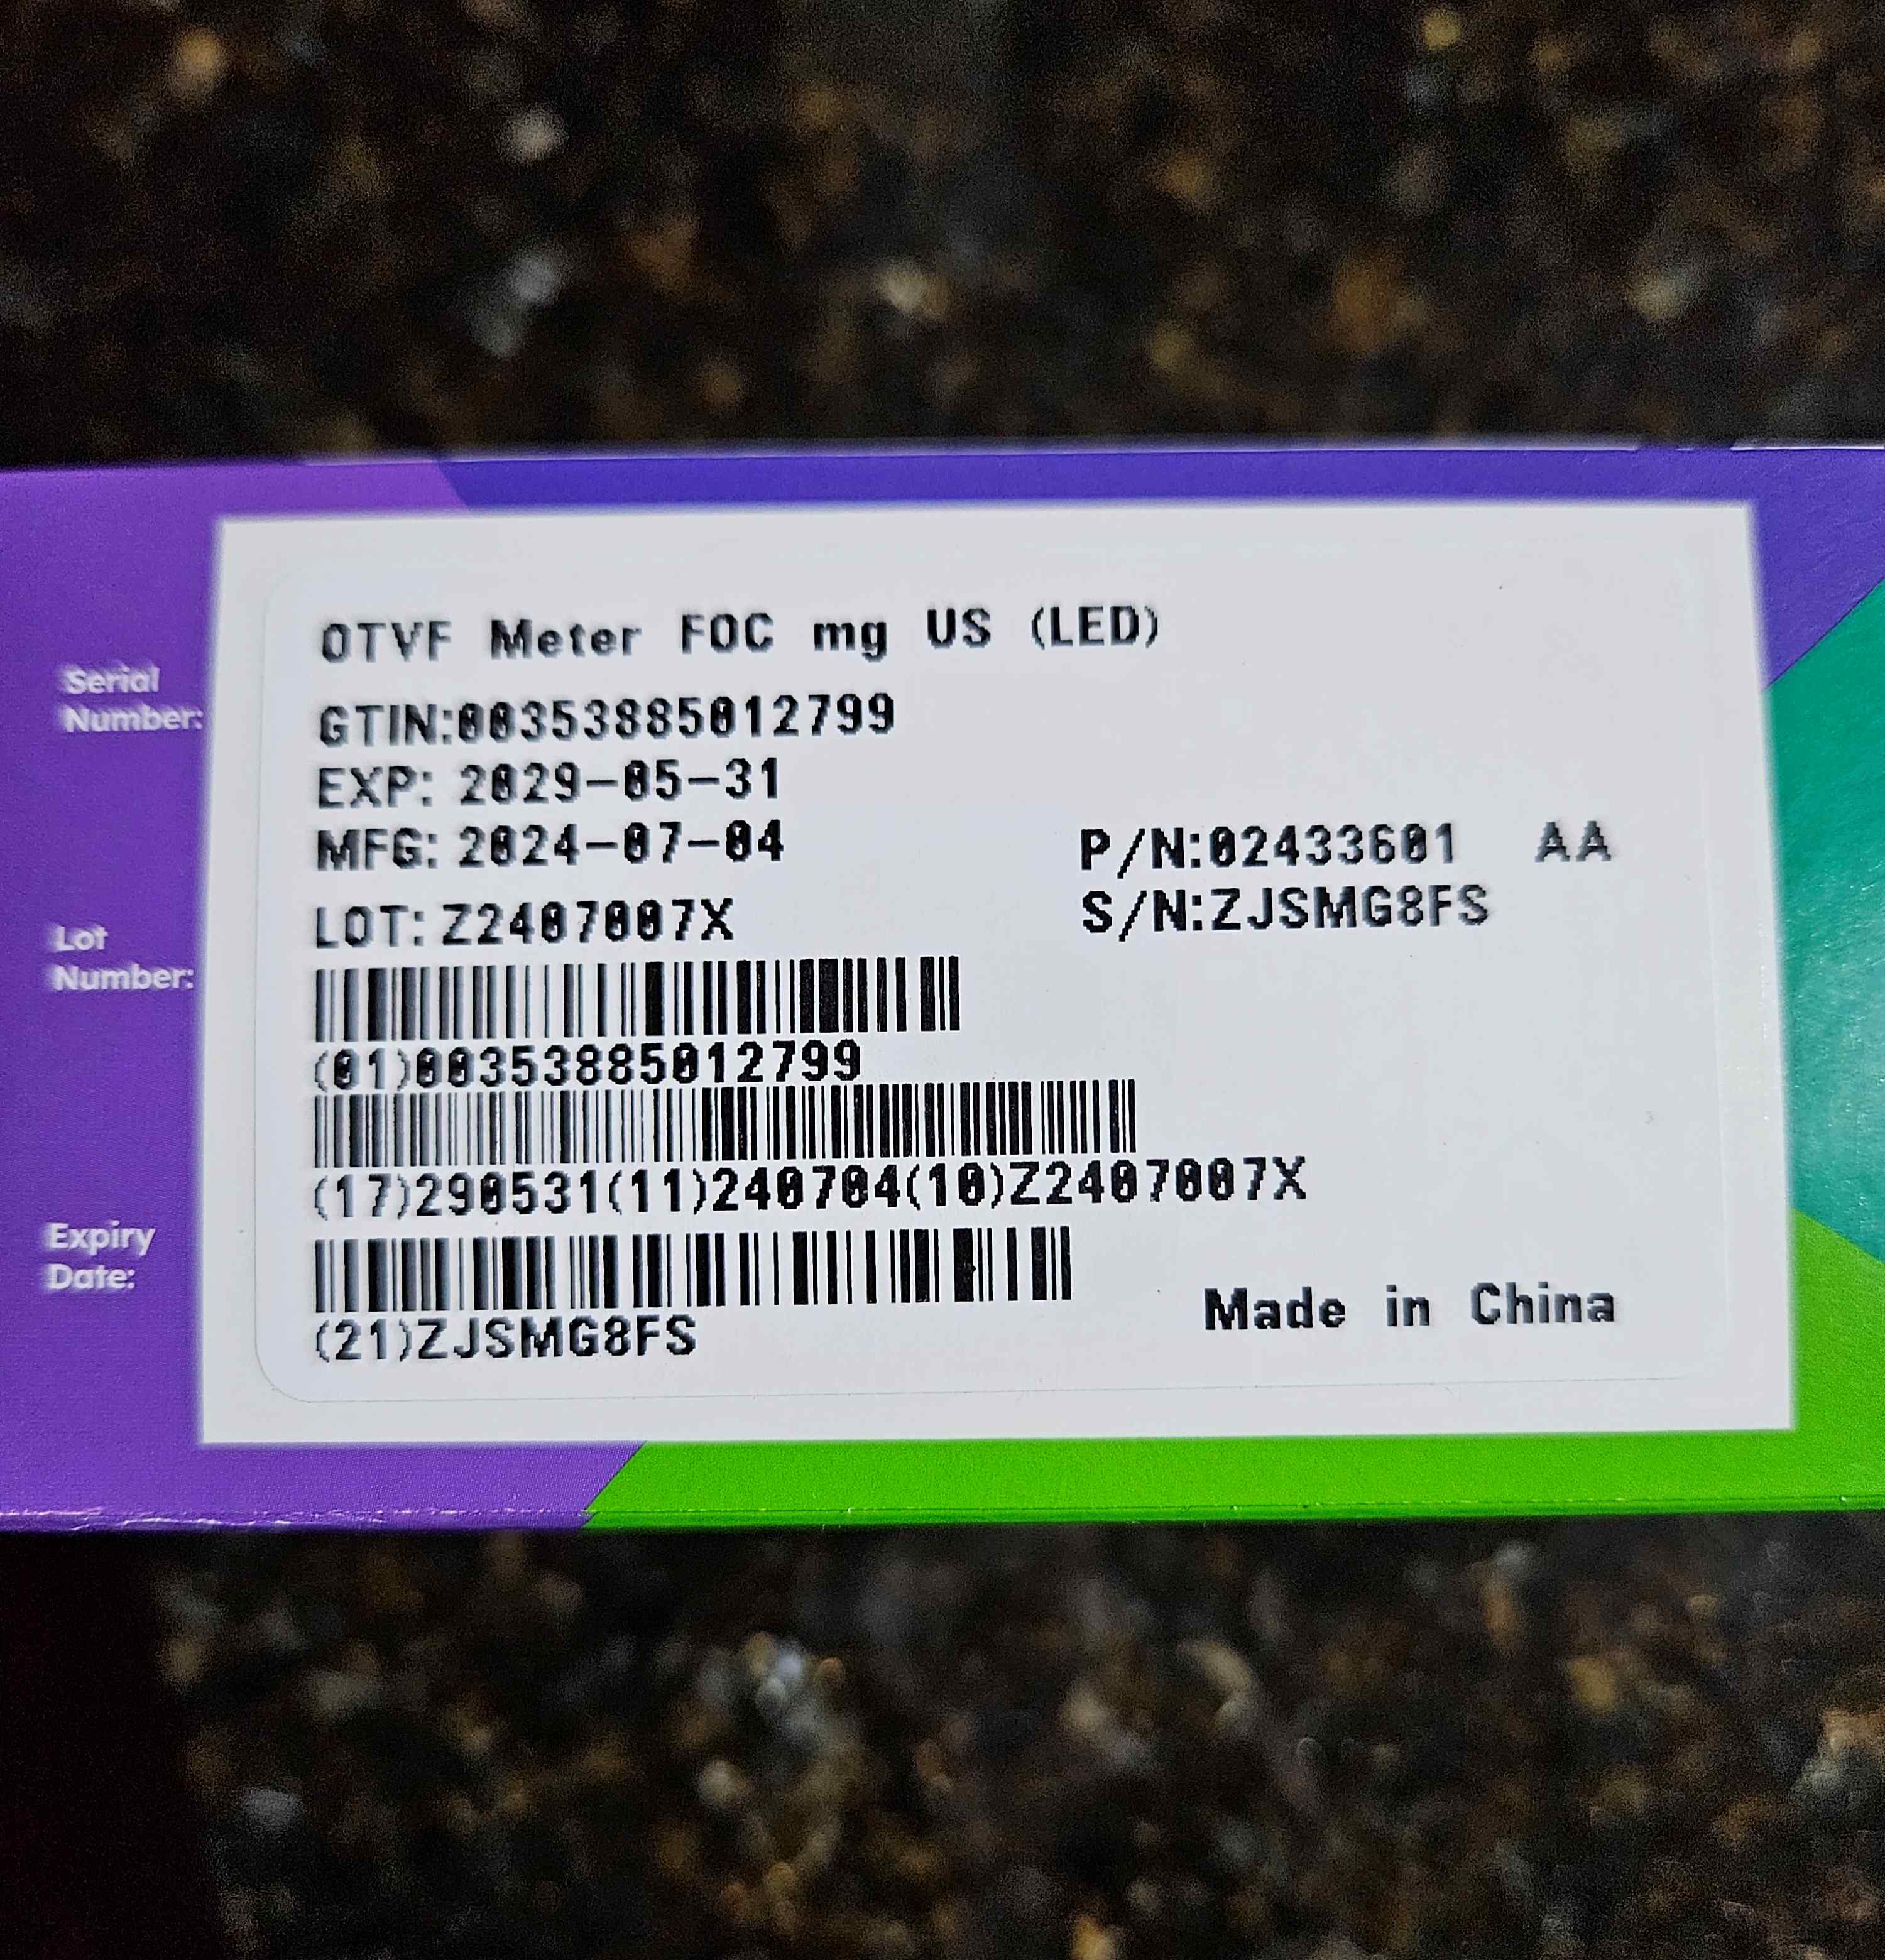 OTVF Meter FOC mg US (LED)
Serial
Number:
GTIN:00353885012799
EXP: 2029-05-31
MFG: 2024-07-04
P/N:02433601 AA
LOT: Z2407007X
S/N:ZJSMG8FS
Lot
Number:
(01)00353885012799
(17)290531(11)240704(10)Z2407007X
Expiry
Date:
(21)ZJSMG8FS
Made in China